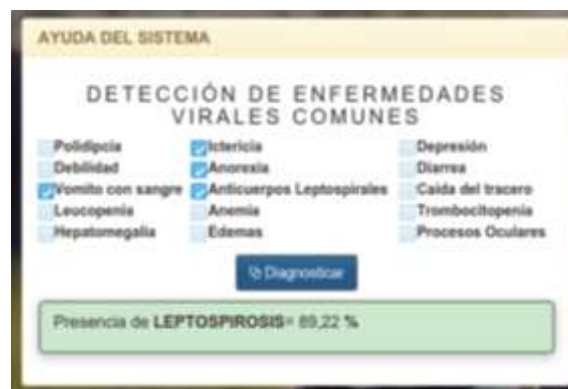 AYUDA DEL SISTEMA
DETECCIÓN DE ENFERMEDADES
VIRALES COMUNES
Polidipcia Ictericia Depresión
Debilidad Anorexia Diarrea
Vomito con sangre Anticuerpos Leptospirales Caida del tracero
Leucopenia Anemia Trombocitopenia
Hepatomegalia Edemas Procesos Oculares
Diagnosticar
Presencia de LEPTOSPIROSIS= 89,22 %